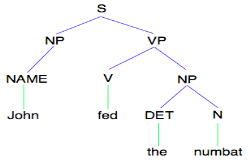 S
NP VP
NAME V NP
John fed DET N
the numbat